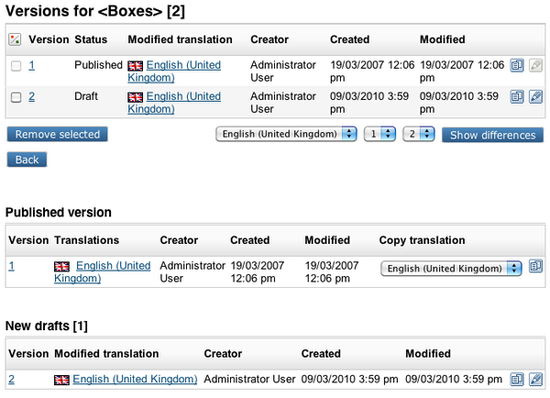 Versions for <Boxes> [2]
Version Status Modified translation Creator Created Modified
1 Published English (United Kingdom) Administrator User 19/03/2007 12:06 pm 19/03/2007 12:06 pm
2 Draft English (United Kingdom) Administrator User 09/03/2010 3:59 pm 09/03/2010 3:59 pm
Remove selected English (United Kingdom) 1 2 Show differences
Back
Published version
Version Translations Creator Created Modified Copy translation
1 English (United Kingdom) Administrator User 19/03/2007 12:06 pm 19/03/2007 12:06 pm English (United Kingdom)
New drafts [1]
Version Modified translation Creator Created Modified
2 English (United Kingdom) Administrator User 09/03/2010 3:59 pm 09/03/2010 3:59 pm